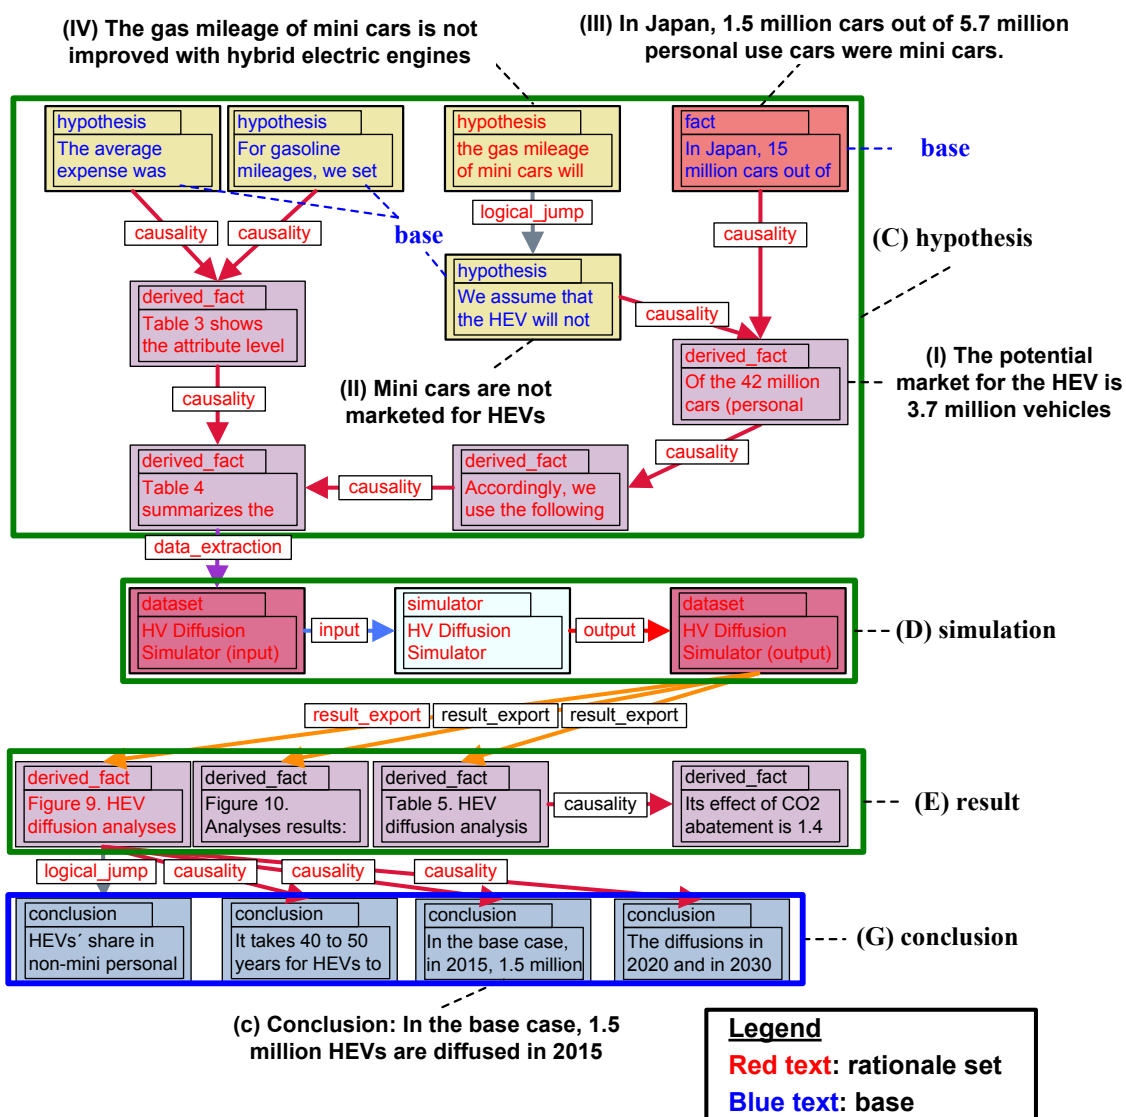 (IV) The gas mileage of mini cars is not
improved with hybrid electric engines
(III) In Japan, 1.5 million cars out of 5.7 million
personal use cars were mini cars.
hypothesis
The average
expense was
hypothesis
For gasoline
mileages, we set
hypothesis
the gas mileage
of mini cars will
fact
In Japan, 15
million cars out of
base
causality
causality
base
logical_jump
causality
(C) hypothesis
derived_fact
Table 3 shows
the attribute level
hypothesis
We assume that
the HEV will not
causality
derived_fact
Of the 42 million
cars (personal
(I) The potential
market for the HEV is
3.7 million vehicles
(II) Mini cars are not
marketed for HEVs
causality
derived_fact
Table 4
summarizes the
causality
derived_fact
Accordingly, we
use the following
causality
data_extraction
dataset
HV Diffusion
Simulator (input)
input
simulator
HV Diffusion
Simulator
output
dataset
HV Diffusion
Simulator (output)
(D) simulation
result_export
result_export
result_export
derived_fact
Figure 9. HEV
diffusion analyses
derived_fact
Figure 10.
Analyses results:
derived_fact
Table 5. HEV
diffusion analysis
causality
derived_fact
Its effect of CO2
abatement is 1.4
(E) result
logical_jump
causality
causality
causality
conclusion
HEVs´ share in
non-mini personal
conclusion
It takes 40 to 50
years for HEVs to
conclusion
In the base case,
in 2015, 1.5 million
conclusion
The diffusions in
2020 and in 2030
(G) conclusion
(c) Conclusion: In the base case, 1.5
million HEVs are diffused in 2015
Legend
Red text: rationale set
Blue text: base